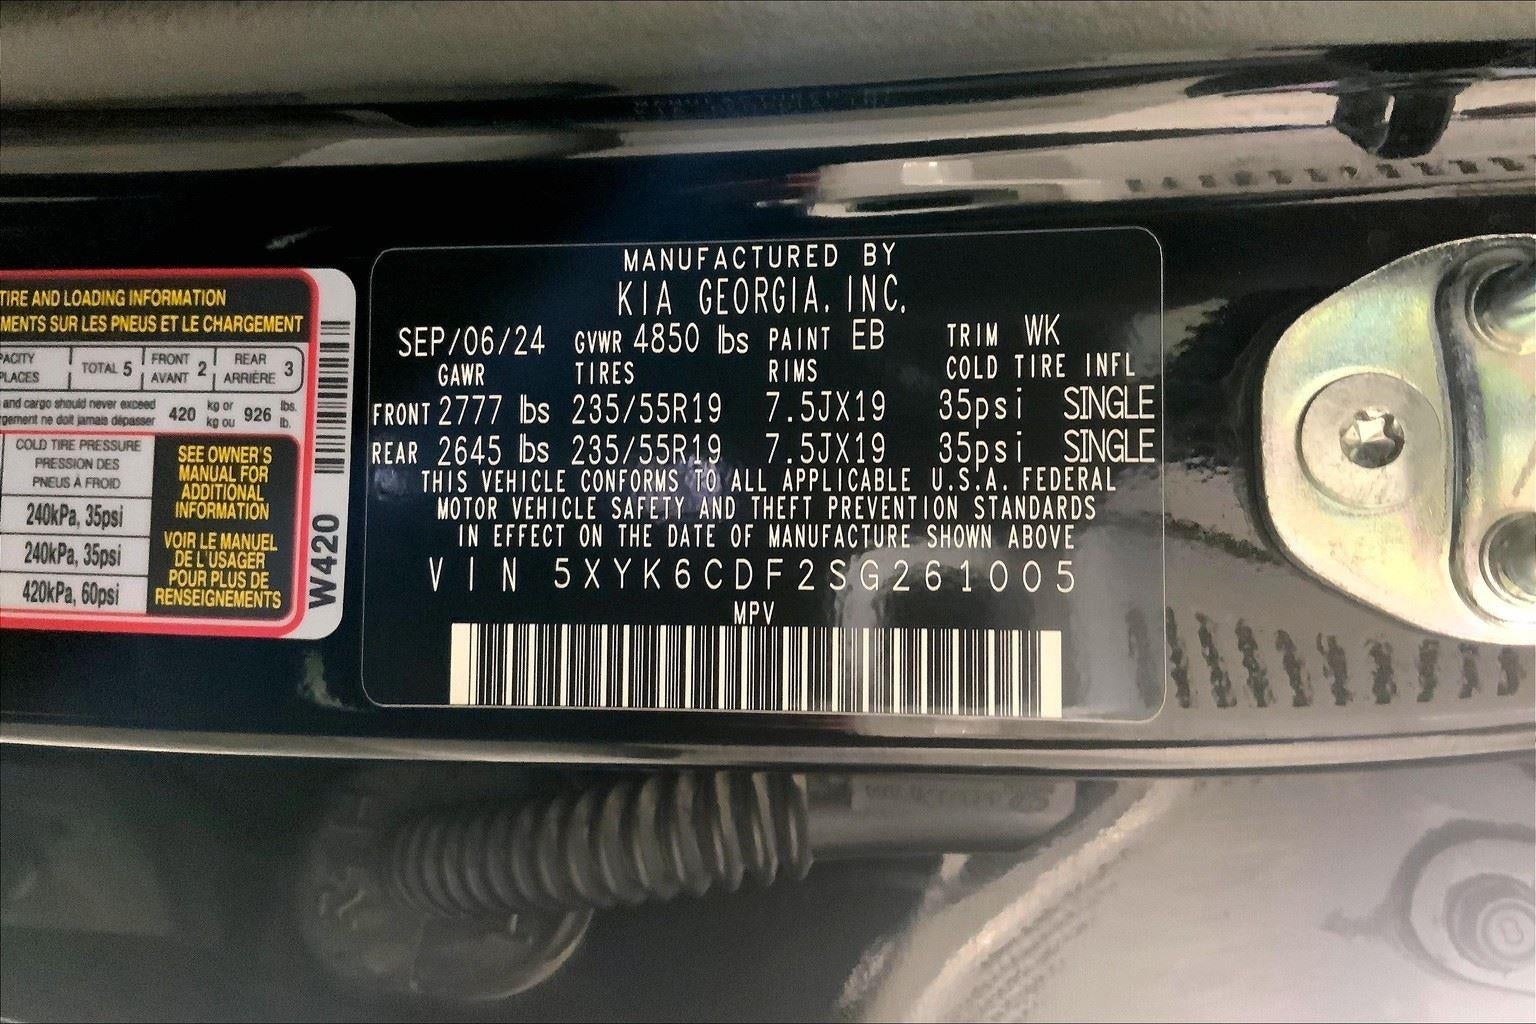 TIRE AND LOADING INFORMATION
MENTS SUR LES PNEUS ET LE CHARGEMENT
PACITY
PLACES
TOTAL 5
FRONT
AVANT 2
REAR
ARRIÈRE 3
and cargo should never exceed
gement ne doit jamais dépasser
420 kg or
kg ou 926 lbs.
lb.
COLD TIRE PRESSURE
PRESSION DES
PNEUS À FROID
240kPa, 35psi
240kPa, 35psi
420kPa, 60psi
SEE OWNER'S
MANUAL FOR
ADDITIONAL
INFORMATION
VOIR LE MANUEL
DE L'USAGER
POUR PLUS DE
RENSEIGNEMENTS
W420
MANUFACTURED BY
KIA GEORGIA, INC.
SEP/06/24 GVWR 4850 lbs PAINT EB TRIM WK
GAWR TIRES RIMS COLD TIRE INFL
FRONT 2777 lbs 235/55R19 7.5JX19 35psi SINGLE
REAR 2645 lbs 235/55R19 7.5JX19 35psi SINGLE
THIS VEHICLE CONFORMS TO ALL APPLICABLE U.S.A. FEDERAL
MOTOR VEHICLE SAFETY AND THEFT PREVENTION STANDARDS
IN EFFECT ON THE DATE OF MANUFACTURE SHOWN ABOVE
VIN 5XYK6CDF2SG261005
MPV